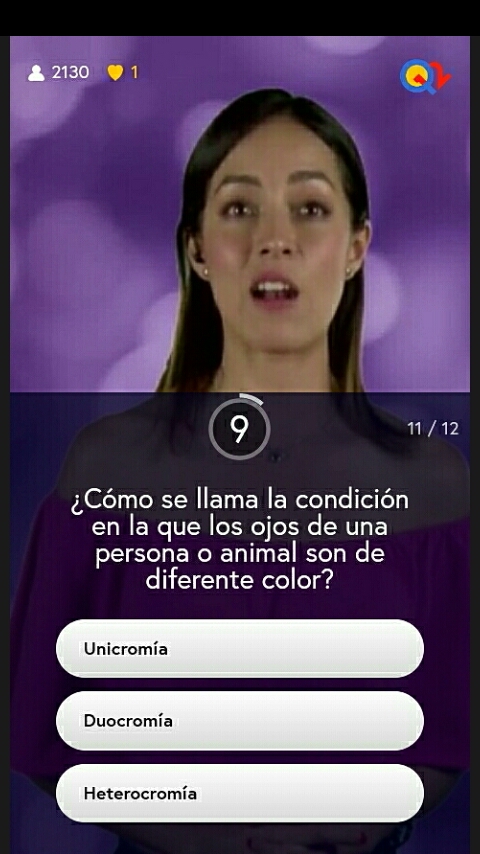 2130 1
9
11 / 12
¿Cómo se llama la condición
en la que los ojos de una
persona o animal son de
diferente color?
Unicromía
Duocromía
Heterocromía